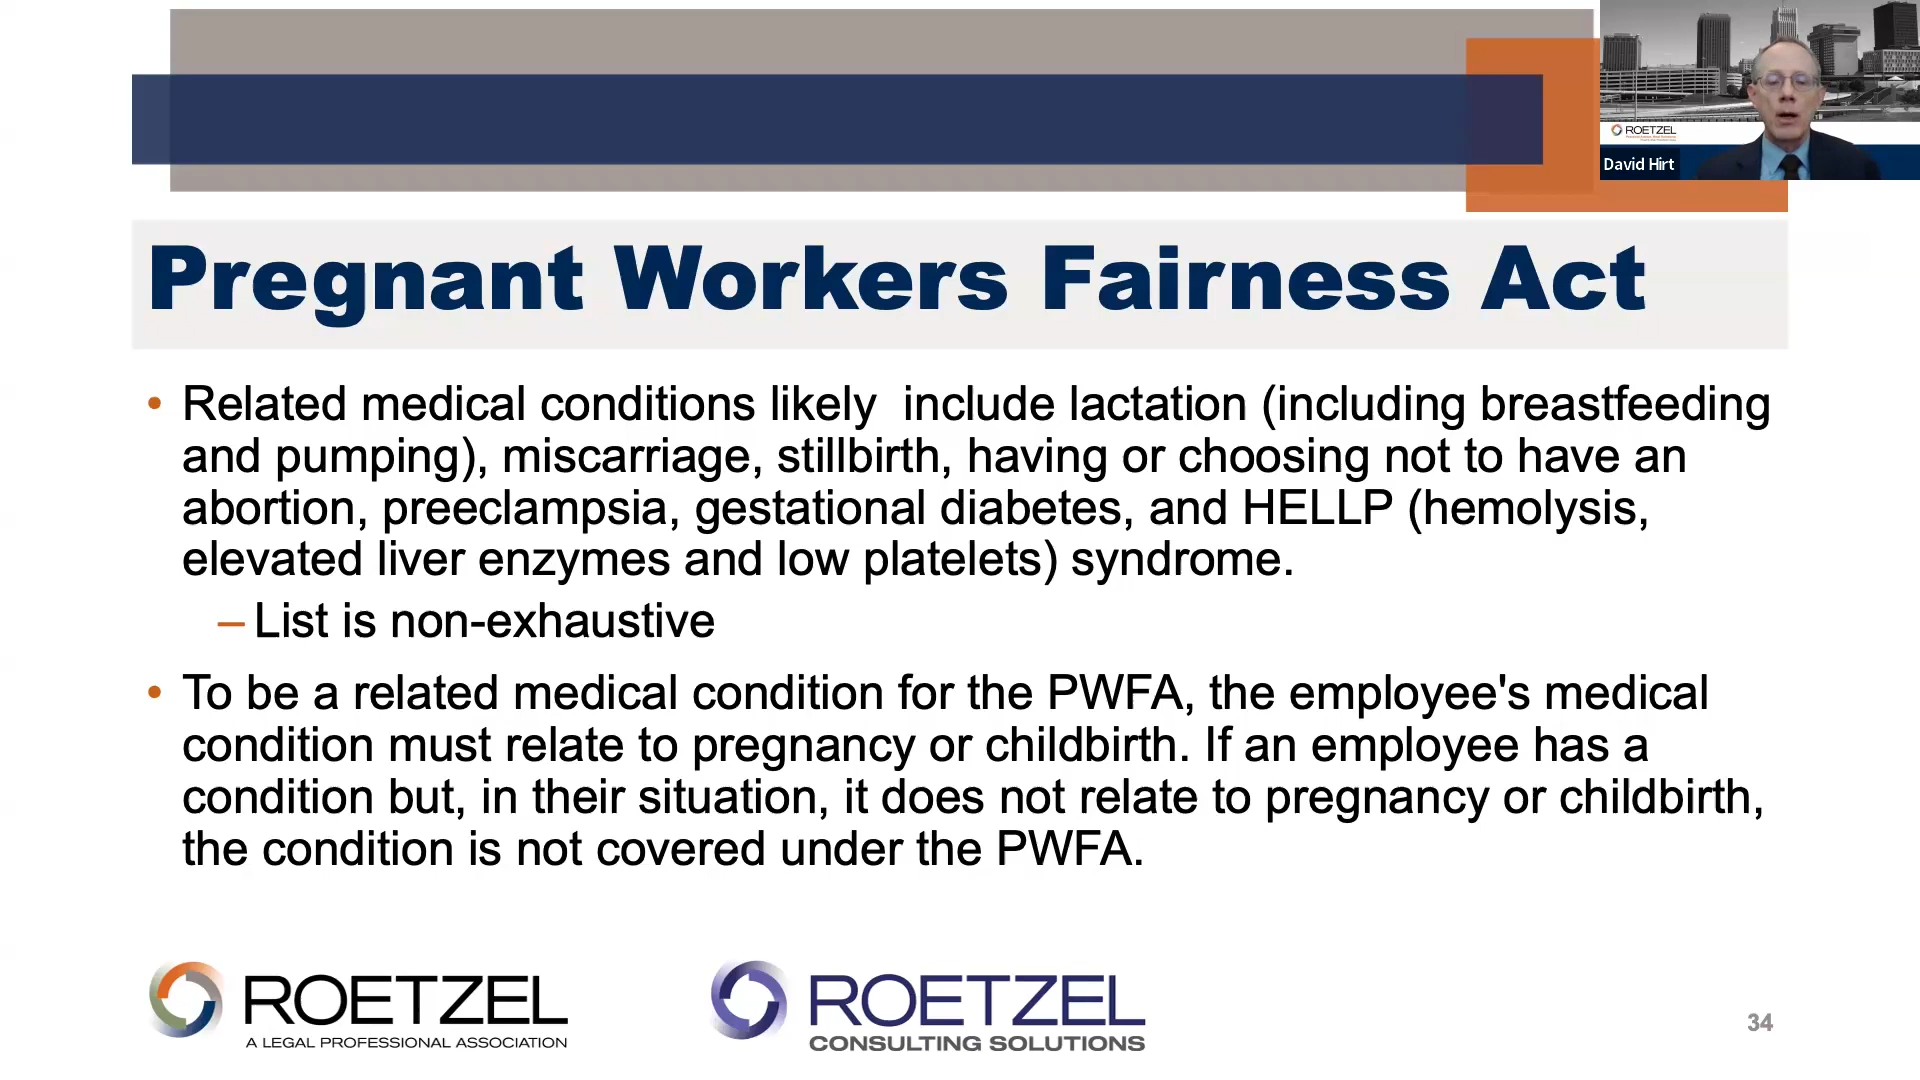 ROETZEL
David Hirt
Pregnant Workers Fairness Act
• Related medical conditions likely  include lactation (including breastfeeding
and pumping), miscarriage, stillbirth, having or choosing not to have an
abortion, preeclampsia, gestational diabetes, and HELLP (hemolysis,
elevated liver enzymes and low platelets) syndrome.
– List is non-exhaustive
• To be a related medical condition for the PWFA, the employee's medical
condition must relate to pregnancy or childbirth. If an employee has a
condition but, in their situation, it does not relate to pregnancy or childbirth,
the condition is not covered under the PWFA.
ROETZEL
A LEGAL PROFESSIONAL ASSOCIATION
ROETZEL
CONSULTING SOLUTIONS
34